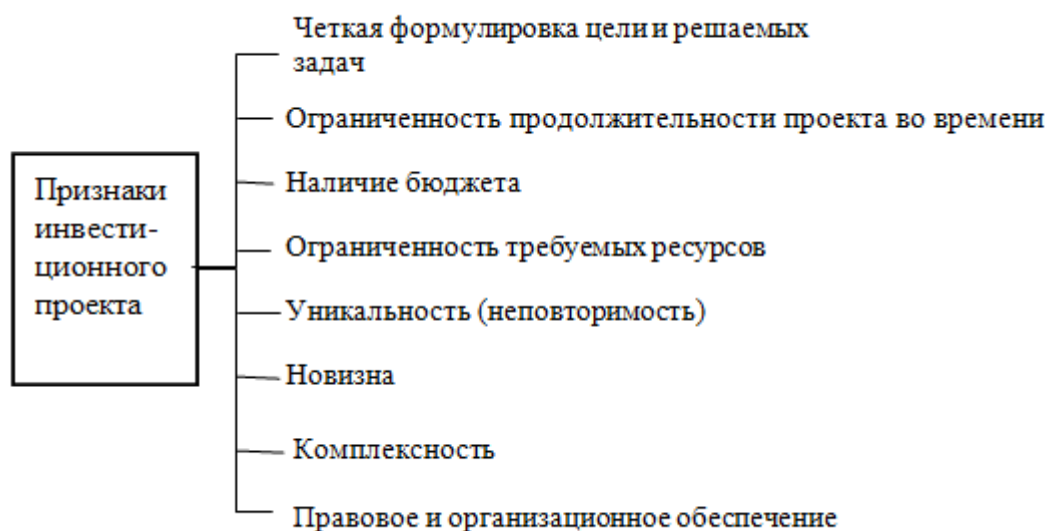 Признаки
инвести-
ционного
проекта
Четкая формулировка цели и решаемых
задач
Ограниченность продолжительности проекта во времени
Наличие бюджета
Ограниченность требуемых ресурсов
Уникальность (неповторимость)
Новизна
Комплексность
Правовое и организационное обеспечение